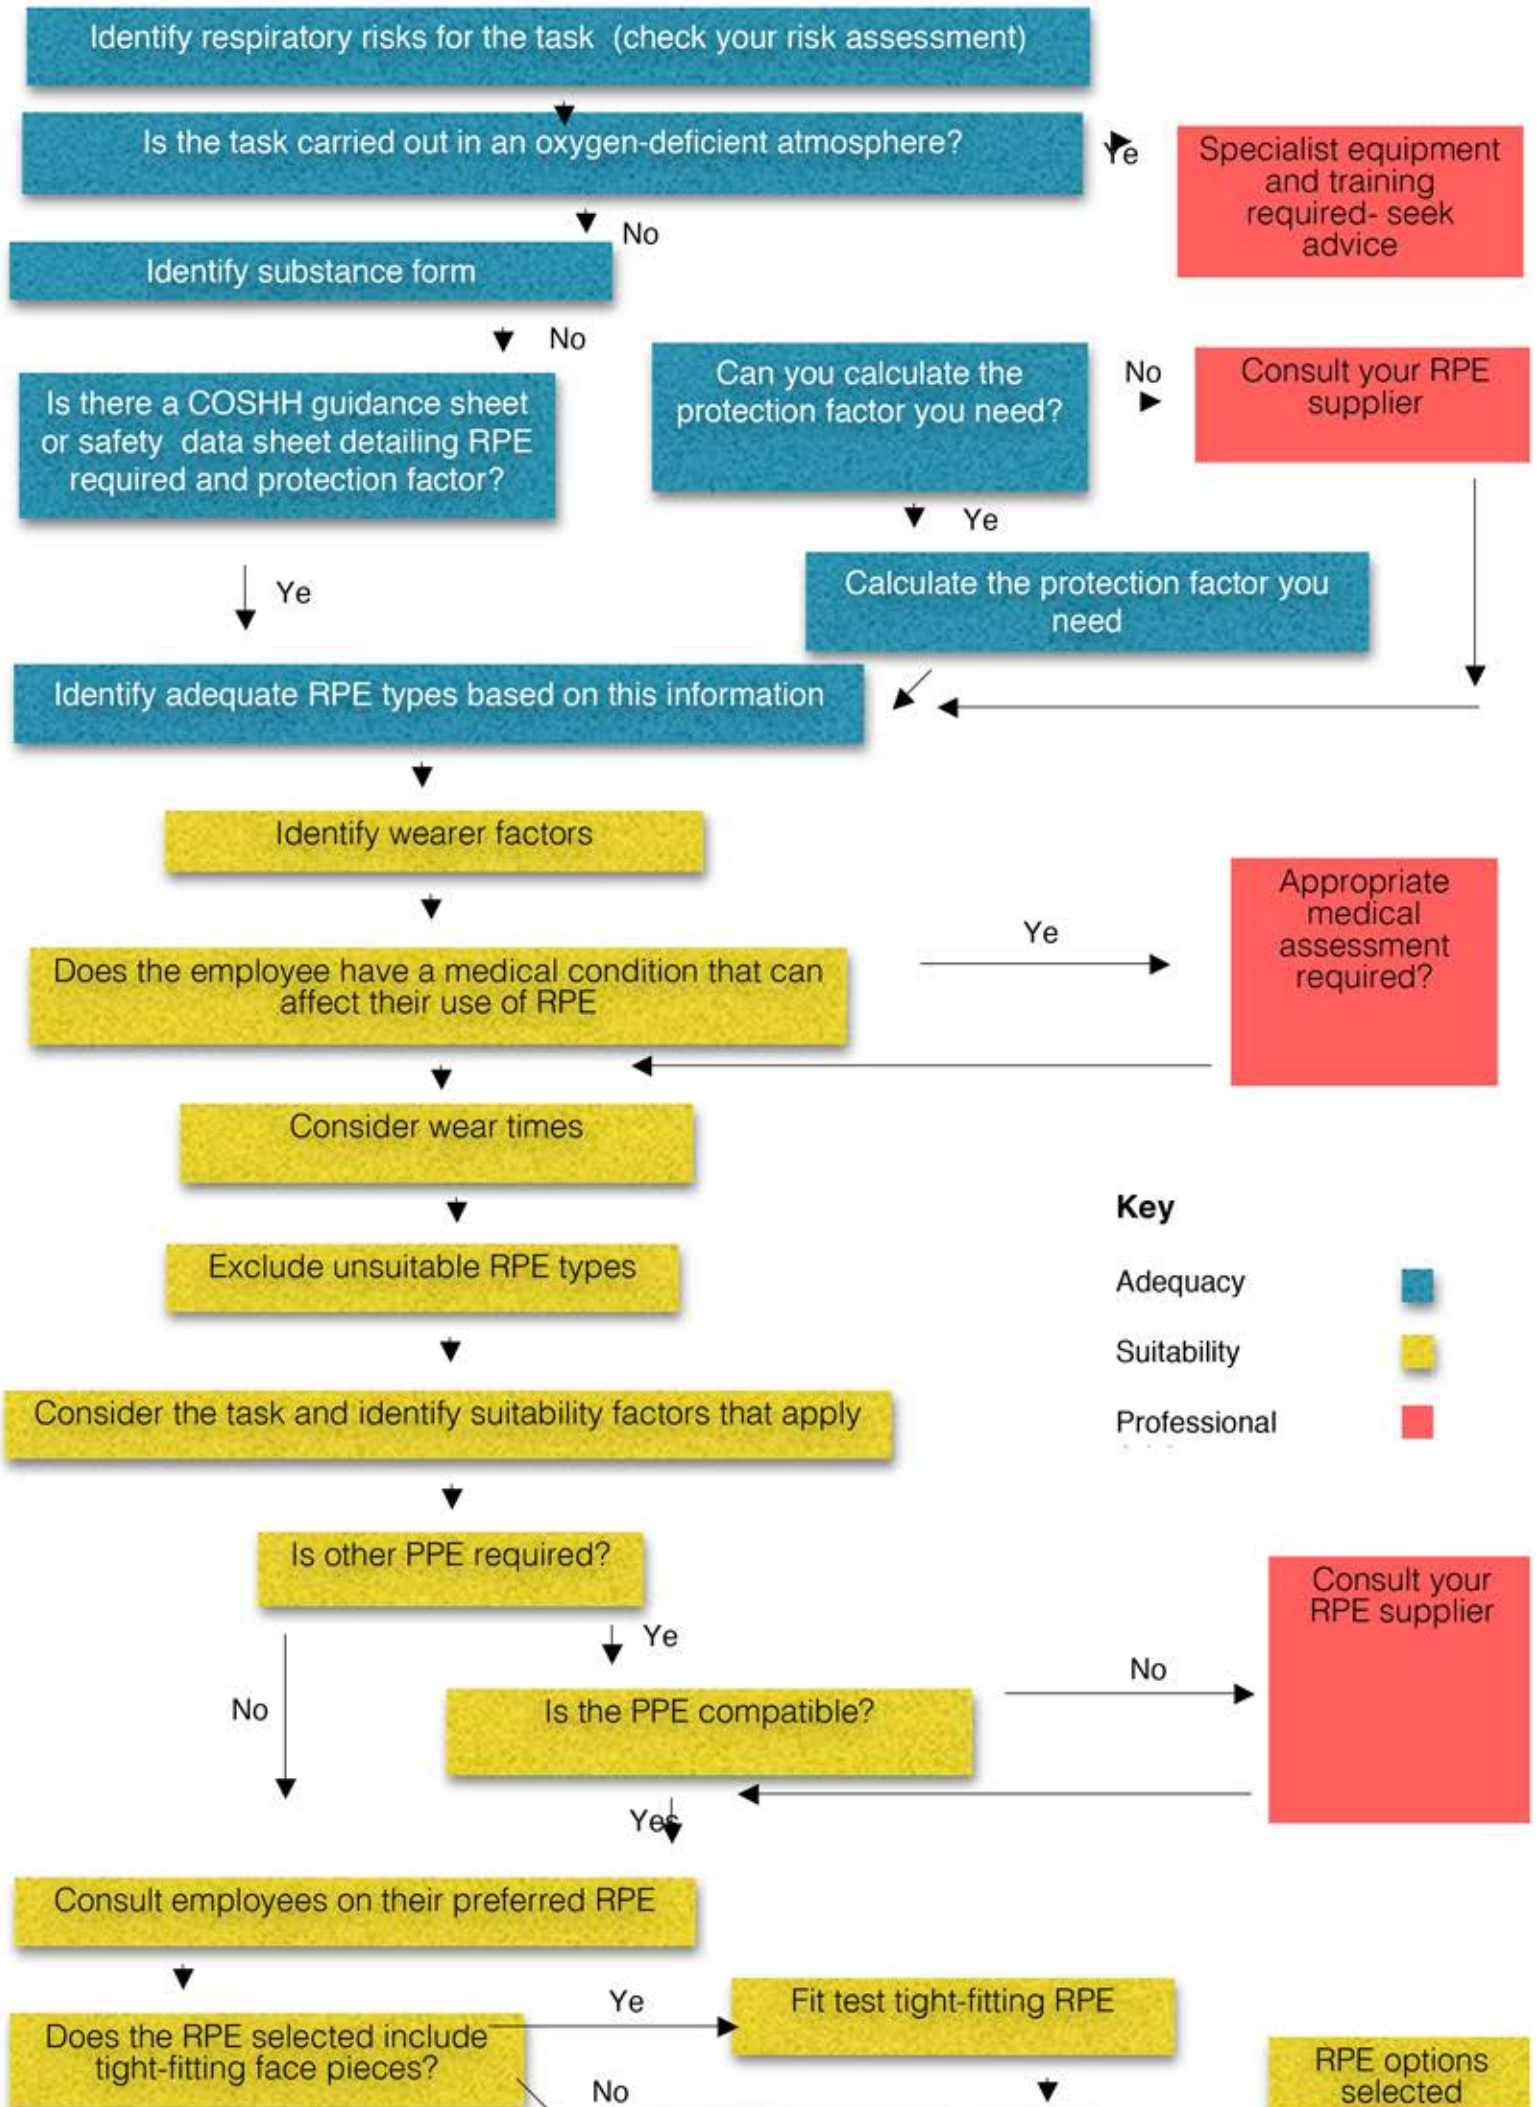 Identify respiratory risks for the task  (check your risk assessment)
Is the task carried out in an oxygen-deficient atmosphere?
Ye
Specialist equipment
and training
required- seek
advice
No
Identify substance form
No
Is there a COSHH guidance sheet
or safety  data sheet detailing RPE
required and protection factor?
Can you calculate the
protection factor you need?
No
Consult your RPE
supplier
Ye
Calculate the protection factor you
need
Ye
Identify adequate RPE types based on this information
Identify wearer factors
Does the employee have a medical condition that can
affect their use of RPE
Ye
Appropriate
medical
assessment
required?
Consider wear times
Exclude unsuitable RPE types
Key
Adequacy
Suitability
Professional
Consider the task and identify suitability factors that apply
Is other PPE required?
Ye
No
Is the PPE compatible?
No
Consult your
RPE supplier
Yes
Consult employees on their preferred RPE
Does the RPE selected include
tight-fitting face pieces?
Ye
Fit test tight-fitting RPE
No
RPE options
selected